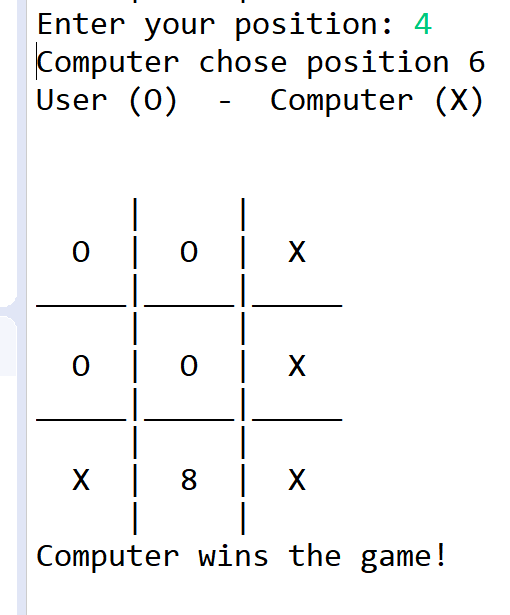 Enter your position: 4
Computer chose position 6
User (O)  -  Computer (X)
     |     |
  O  |  O  |  X
_____|_____|_____
     |     |
  O  |  O  |  X
_____|_____|_____
     |     |
  X  |  8  |  X
     |     |
Computer wins the game!